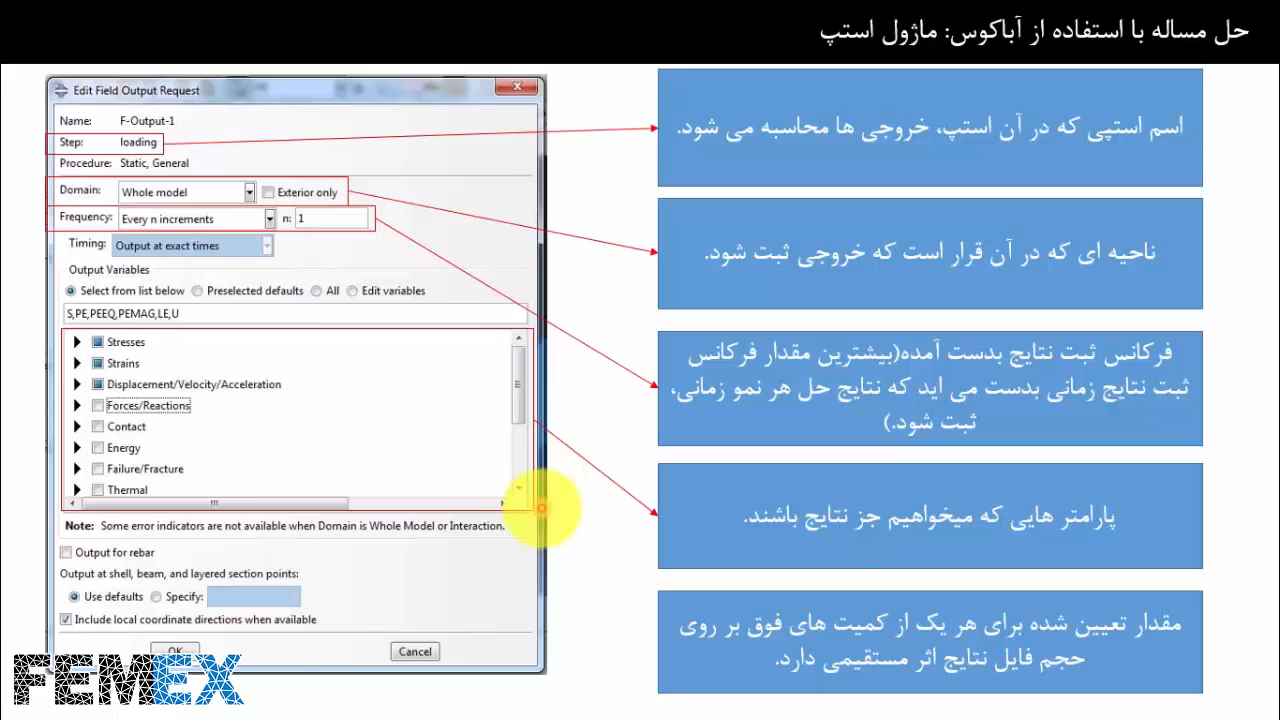 حل مساله با استفاده از آباکوس: ماژول استپ
Edit Field Output Request
Name: F-Output-1
Step: loading
Procedure: Static, General
Domain: Whole model Exterior only
Frequency: Every n increments n: 1
Timing: Output at exact times
Output Variables
Select from list below Preselected defaults All Edit variables
S,PE,PEEQ,PEMAG,LE,U
Stresses
Strains
Displacement/Velocity/Acceleration
Forces/Reactions
Contact
Energy
Failure/Fracture
Thermal
Note: Some error indicators are not available when Domain is Whole Model or Interaction.
Output for rebar
Output at shell, beam, and layered section points:
Use defaults Specify:
Include local coordinate directions when available
OK Cancel
اسم استپی که در آن استپ، خروجی ها محاسبه می شود.
ناحیه ای که در آن قرار است که خروجی ثبت شود.
فرکانس ثبت نتایج بدست آمده(بیشترین مقدار فرکانس
ثبت نتایج زمانی بدست می اید که نتایج حل هر نمو زمانی،
ثبت شود.)
پارامتر هایی که میخواهیم جز نتایج باشند.
مقدار تعیین شده برای هر یک از کمیت های فوق بر روی
حجم فایل نتایج اثر مستقیمی دارد.
FEMEX